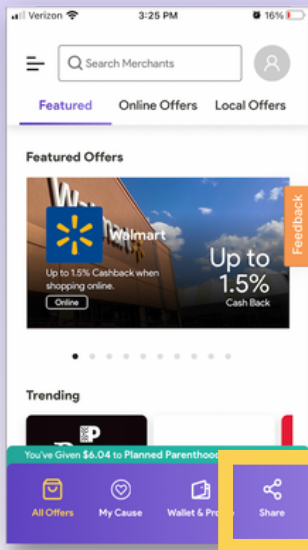 Verizon 3:25 PM 16%
Search Merchants
Featured Online Offers Local Offers
Featured Offers
Walmart
Walmart
Up to 1.5% Cashback when
shopping online.
Online
Up to
1.5%
Cash Back
Feedback
Trending
You've Given $6.04 to Planned Parenthood
All Offers My Cause Wallet & Share